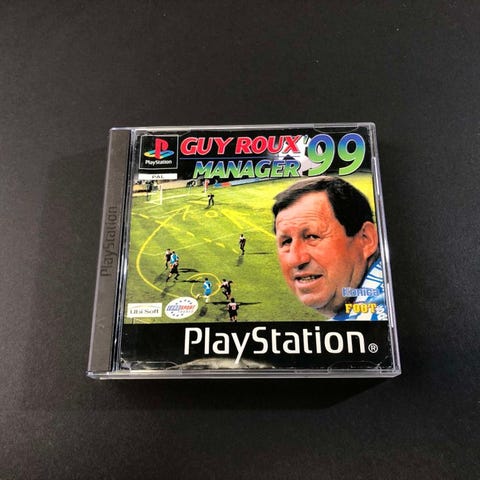 PlayStation
PAL
GUY ROUX
MANAGER '99
PlayStation
Ubi Soft
FOOT
PlayStation®